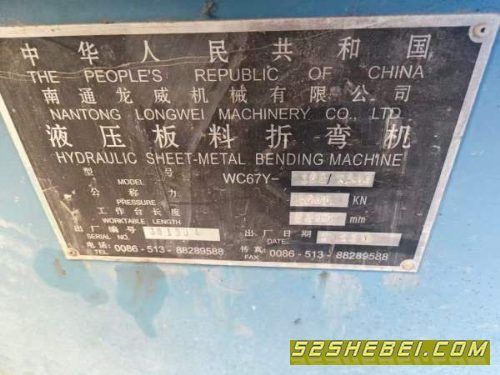 中华人民共和国
THE PEOPLE'S REPUBLIC OF CHINA
南通龙威机械有限公司
NANTONG LONGWEI MACHINERY CO., LTD
液压板料折弯机
HYDRAULIC SHEET-METAL BENDING MACHINE
型号
MODEL WC67Y-
公称力
PRESSURE KN
工作台长度
WORKTABLE LENGTH mm
出厂编号 出厂日期
SERIAL NO. DATE
电话: 0086-513-88289588 传真: 0086-513-88289588
TEL FAX
52SHEBEI.COM